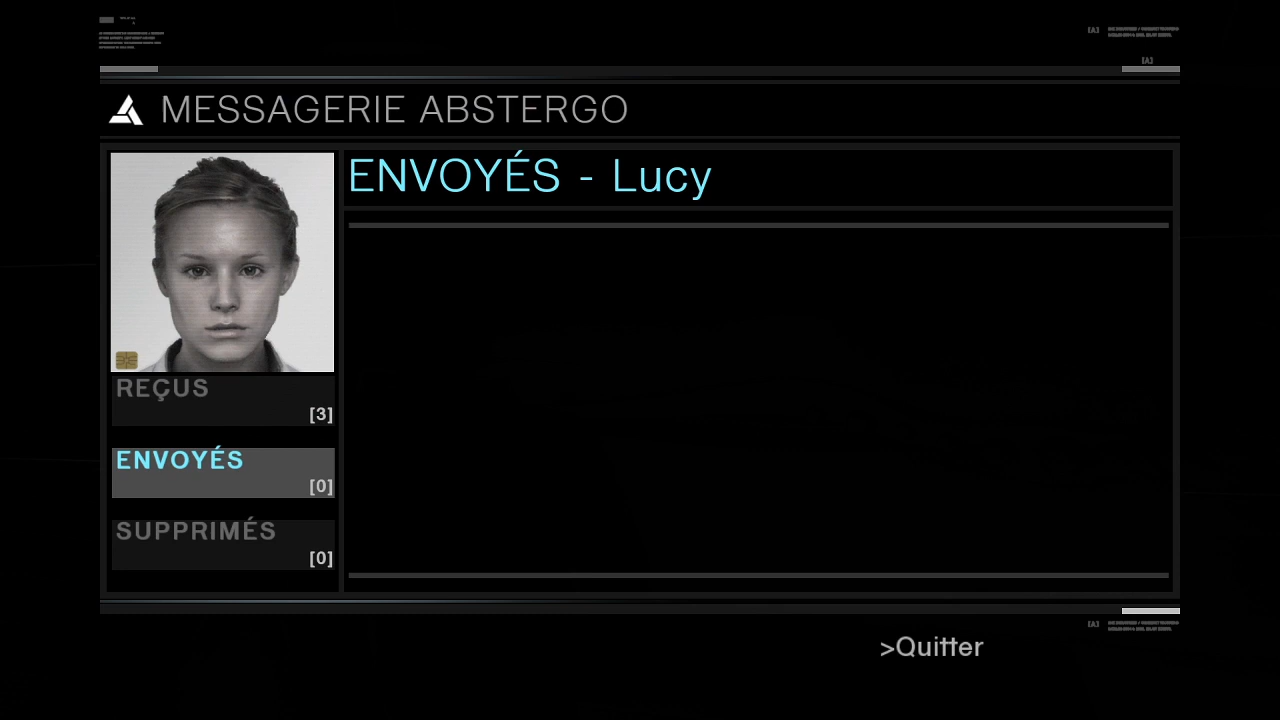 [A]
[A]
MESSAGERIE ABSTERGO
ENVOYÉS - Lucy
REÇUS
[3]
ENVOYÉS
[0]
SUPPRIMÉS
[0]
[A]
>Quitter